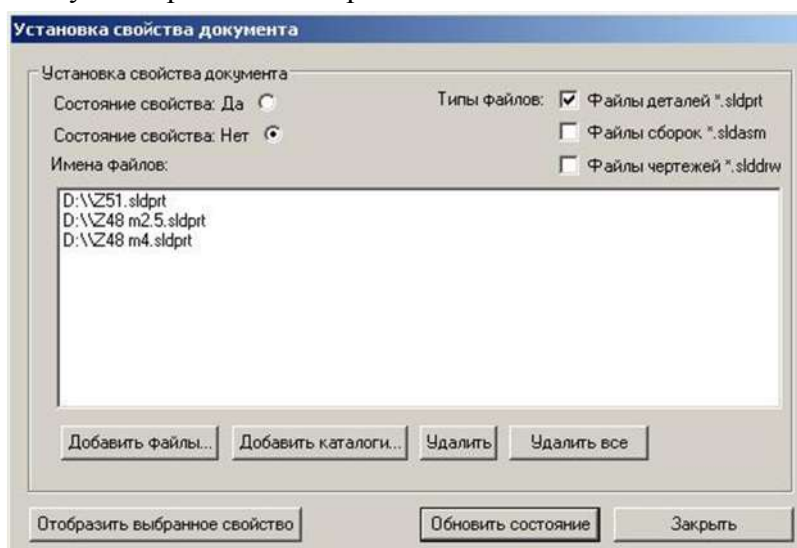 Установка свойства документа
Установка свойства документа
Состояние свойства: Да
Типы файлов: Файлы деталей *.sldprt
Состояние свойства: Нет
Файлы сборок *.sldasm
Имена файлов:
Файлы чертежей *.slddrw
D:\\Z51.sldprt
D:\\Z48 m2.5.sldprt
D:\\Z48 m4.sldprt
Добавить файлы... Добавить каталоги... Удалить Удалить все
Отобразить выбранное свойство Обновить состояние Закрыть